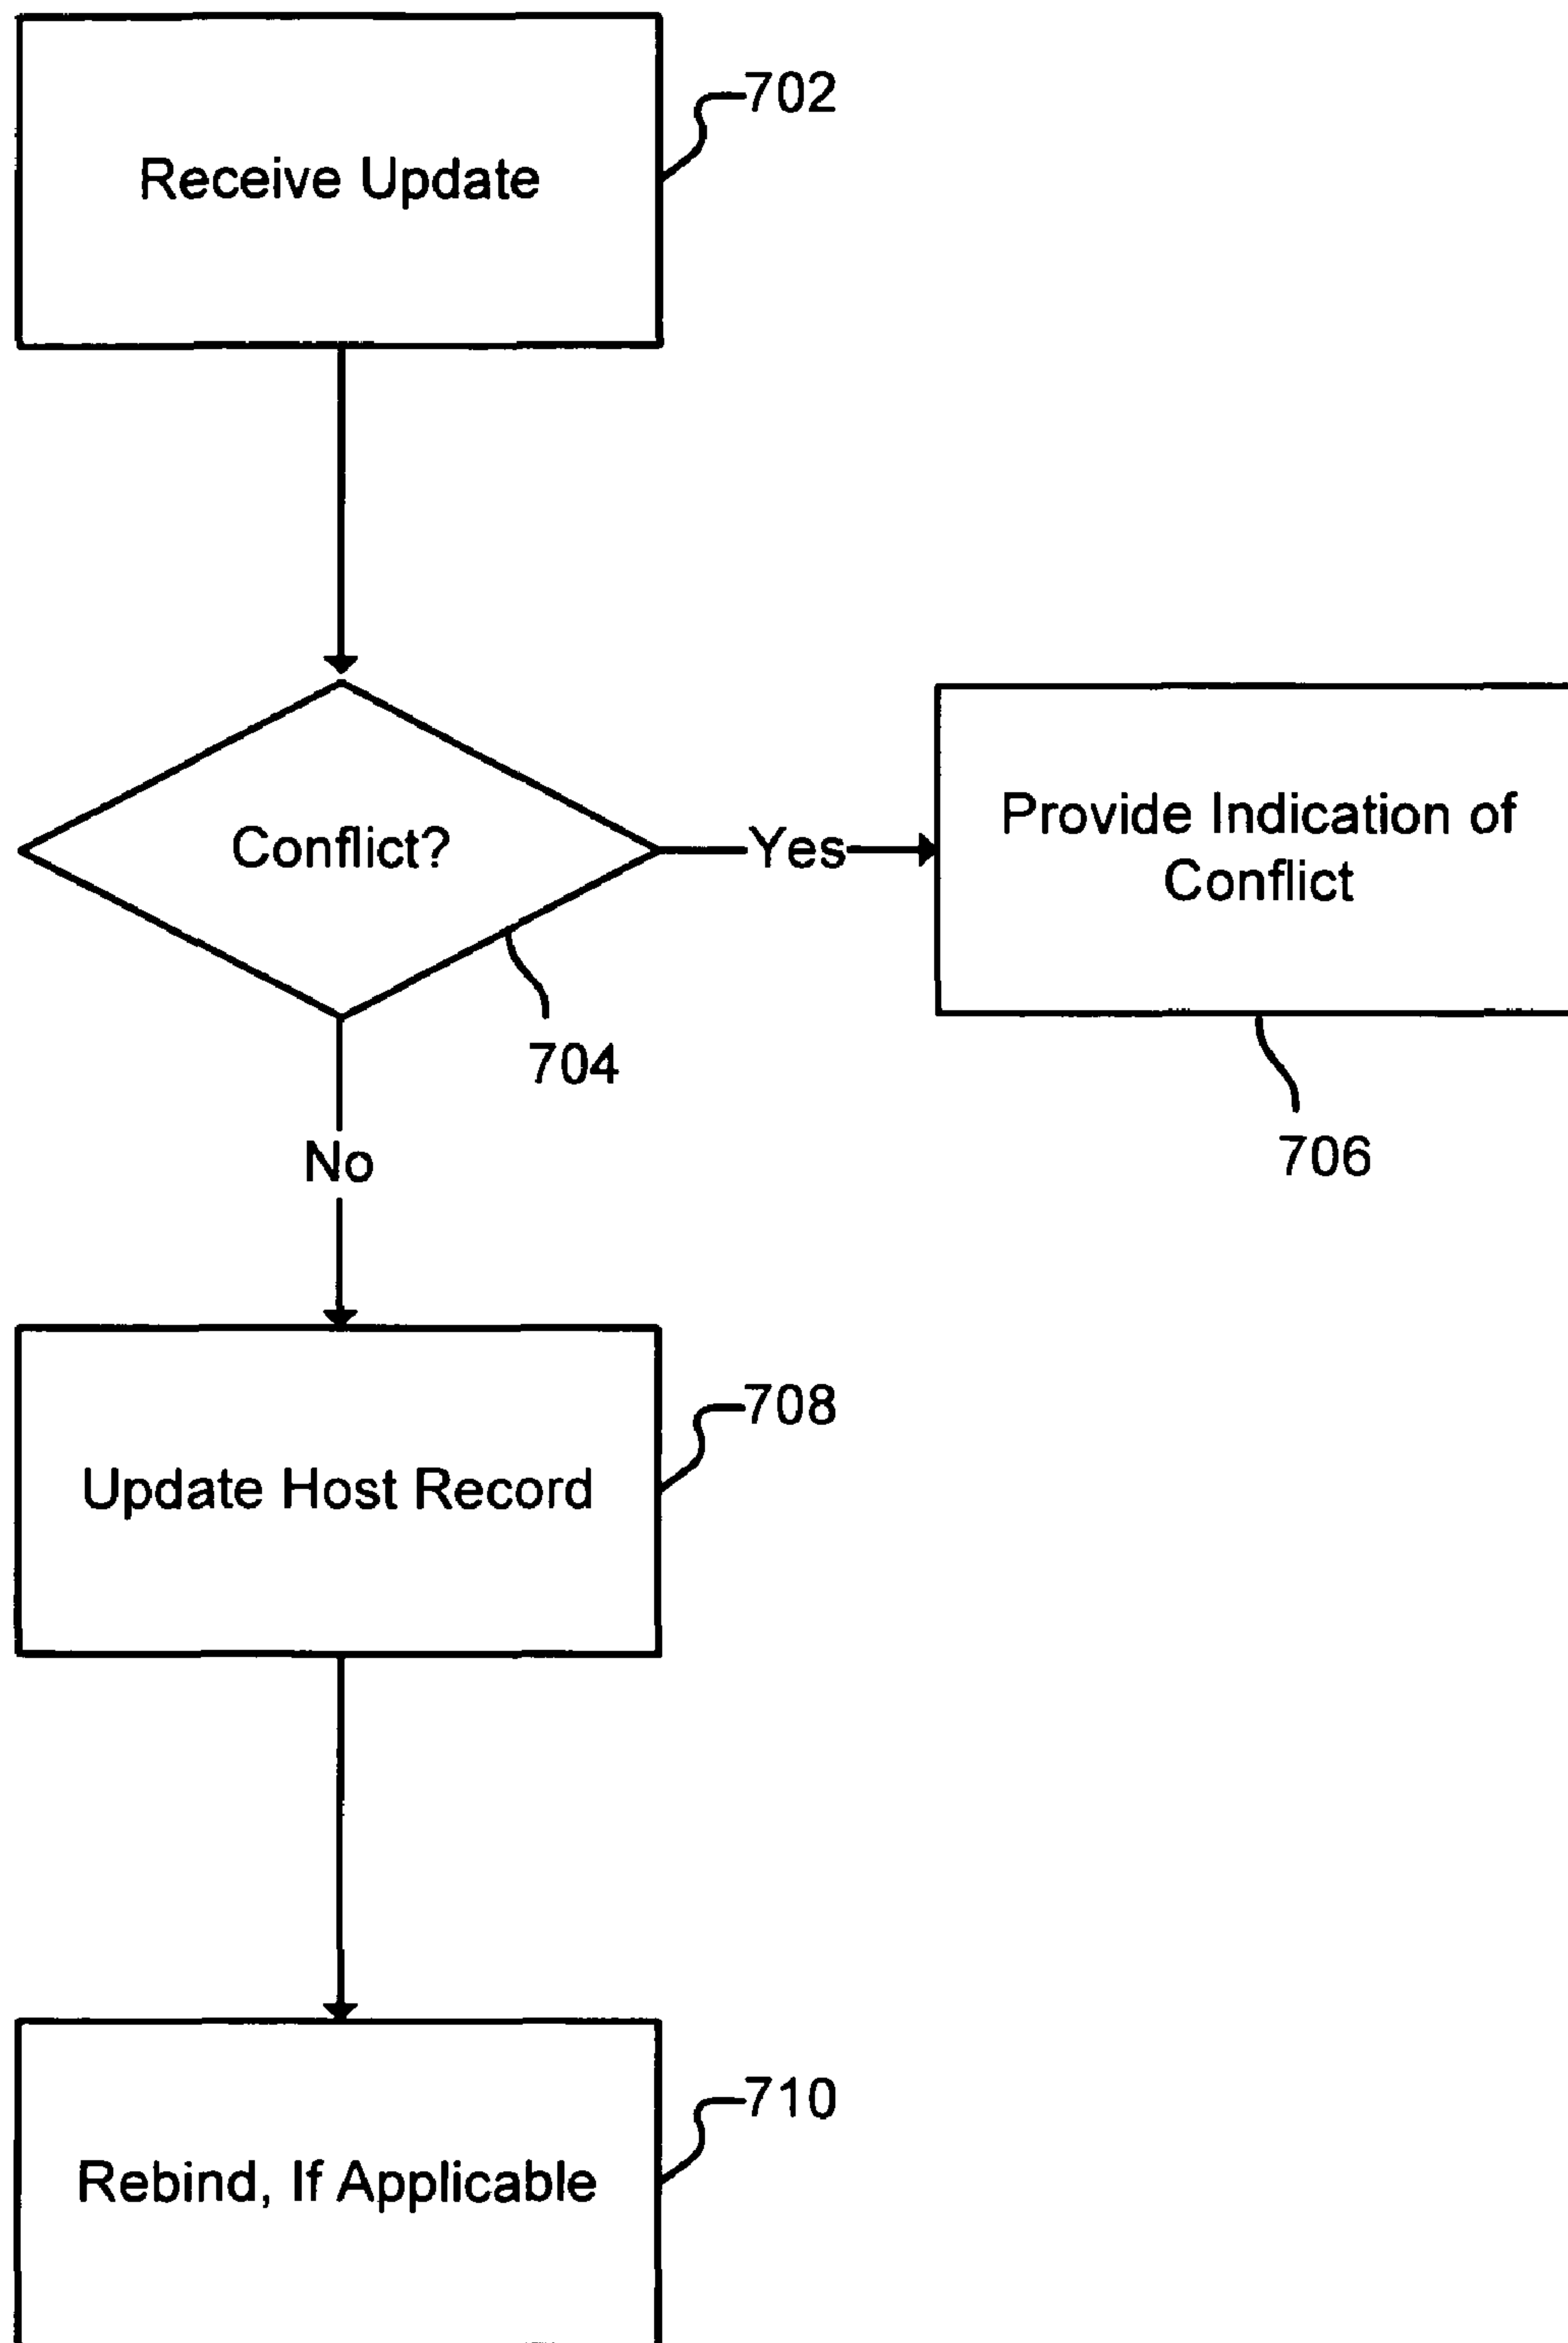 Receive Update
702
Conflict?
Yes
Provide Indication of
Conflict
704
706
No
Update Host Record
708
Rebind, If Applicable
710